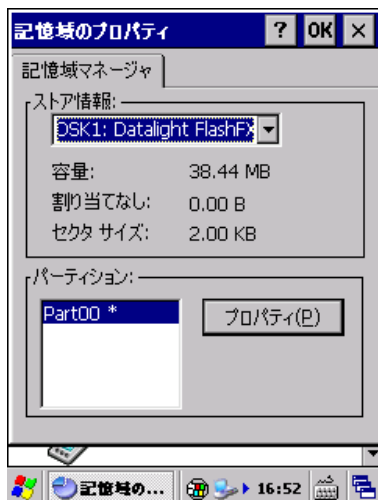 記憶域のプロパティ ? OK ×
記憶域マネージャ
ストア情報:
DSK1: Datalight FlashFX
容量: 38.44 MB
割り当てなし: 0.00 B
セクタ サイズ: 2.00 KB
パーティション:
Part00 *
プロパティ(P)
記憶域の... 16:52